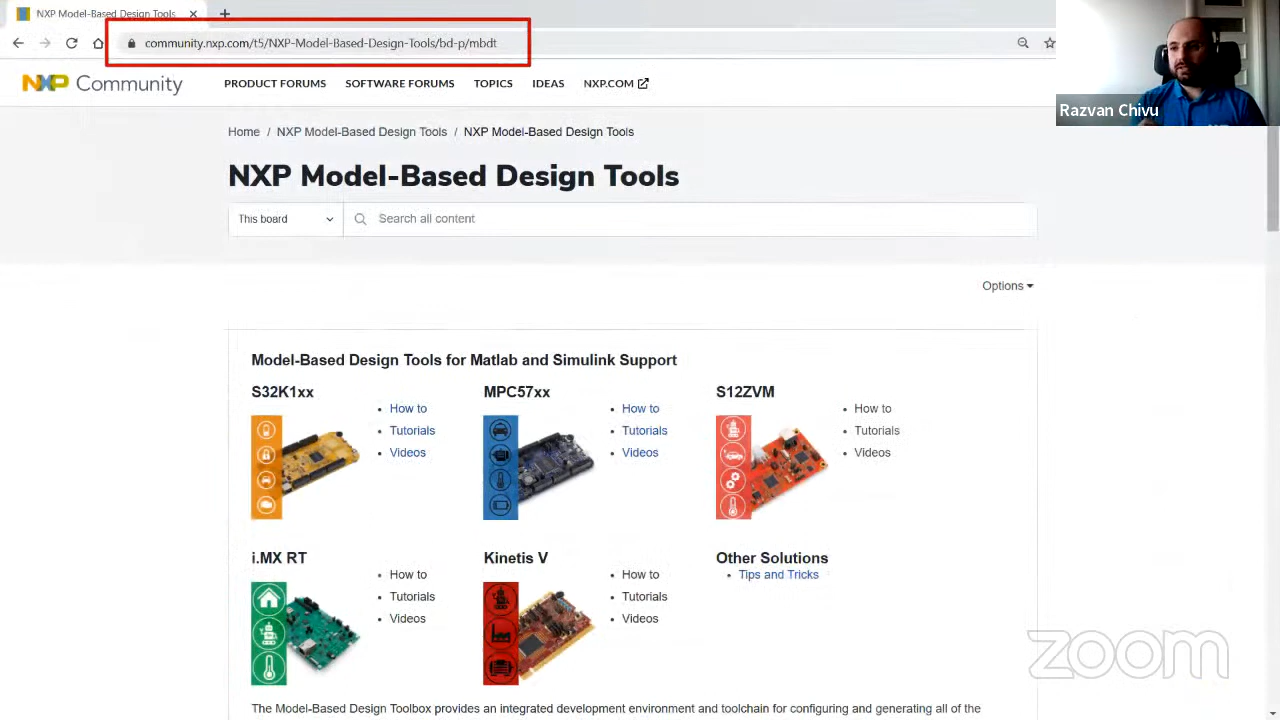 NXP Model-Based Design Tools
community.nxp.com/t5/NXP-Model-Based-Design-Tools/bd-p/mbdt
Razvan Chivu
NXP Community
PRODUCT FORUMS SOFTWARE FORUMS TOPICS IDEAS NXP.COM
Home / NXP Model-Based Design Tools / NXP Model-Based Design Tools
NXP Model-Based Design Tools
This board Search all content
Options
Model-Based Design Tools for Matlab and Simulink Support
S32K1xx
How to
Tutorials
Videos
MPC57xx
How to
Tutorials
Videos
S12ZVM
How to
Tutorials
Videos
i.MX RT
How to
Tutorials
Videos
Kinetis V
How to
Tutorials
Videos
Other Solutions
Tips and Tricks
zoom
The Model-Based Design Toolbox provides an integrated development environment and toolchain for configuring and generating all of the